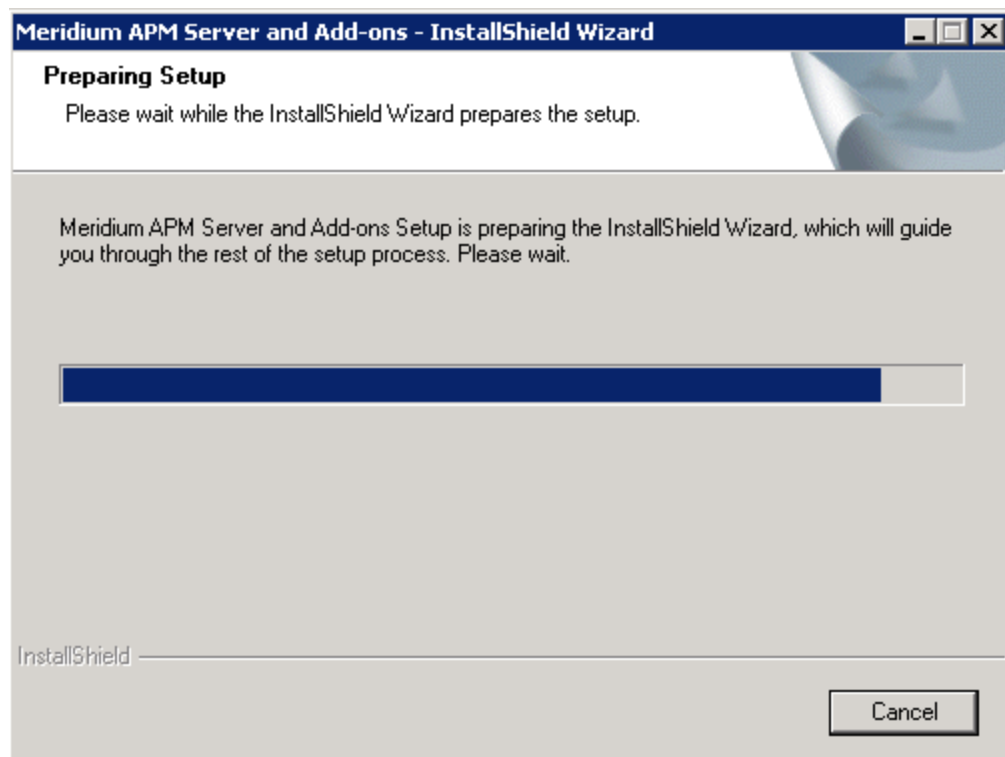 Meridium APM Server and Add-ons - InstallShield Wizard
Preparing Setup
Please wait while the InstallShield Wizard prepares the setup.
Meridium APM Server and Add-ons Setup is preparing the InstallShield Wizard, which will guide
you through the rest of the setup process. Please wait.
InstallShield
Cancel